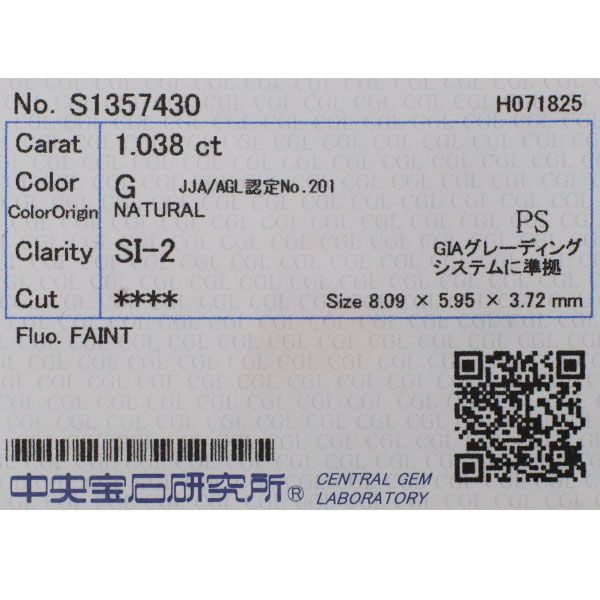 No. S1357430 H071825
Carat 1.038 ct
Color G JJA/AGL認定No.201
ColorOrigin NATURAL
PS
Clarity SI-2 GIAグレーディング
システムに準拠
Cut **** Size 8.09 × 5.95 × 3.72 mm
Fluo. FAINT
中央宝石研究所® CENTRAL GEM
LABORATORY